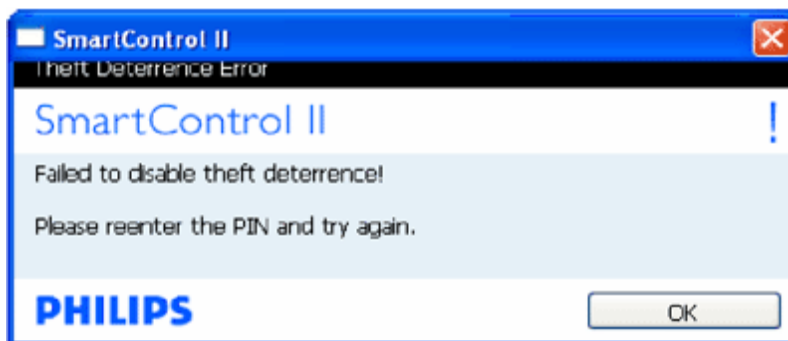 SmartControl II
Theft Deterrence Error
SmartControl II !
Failed to disable theft deterrence!
Please reenter the PIN and try again.
PHILIPS
OK